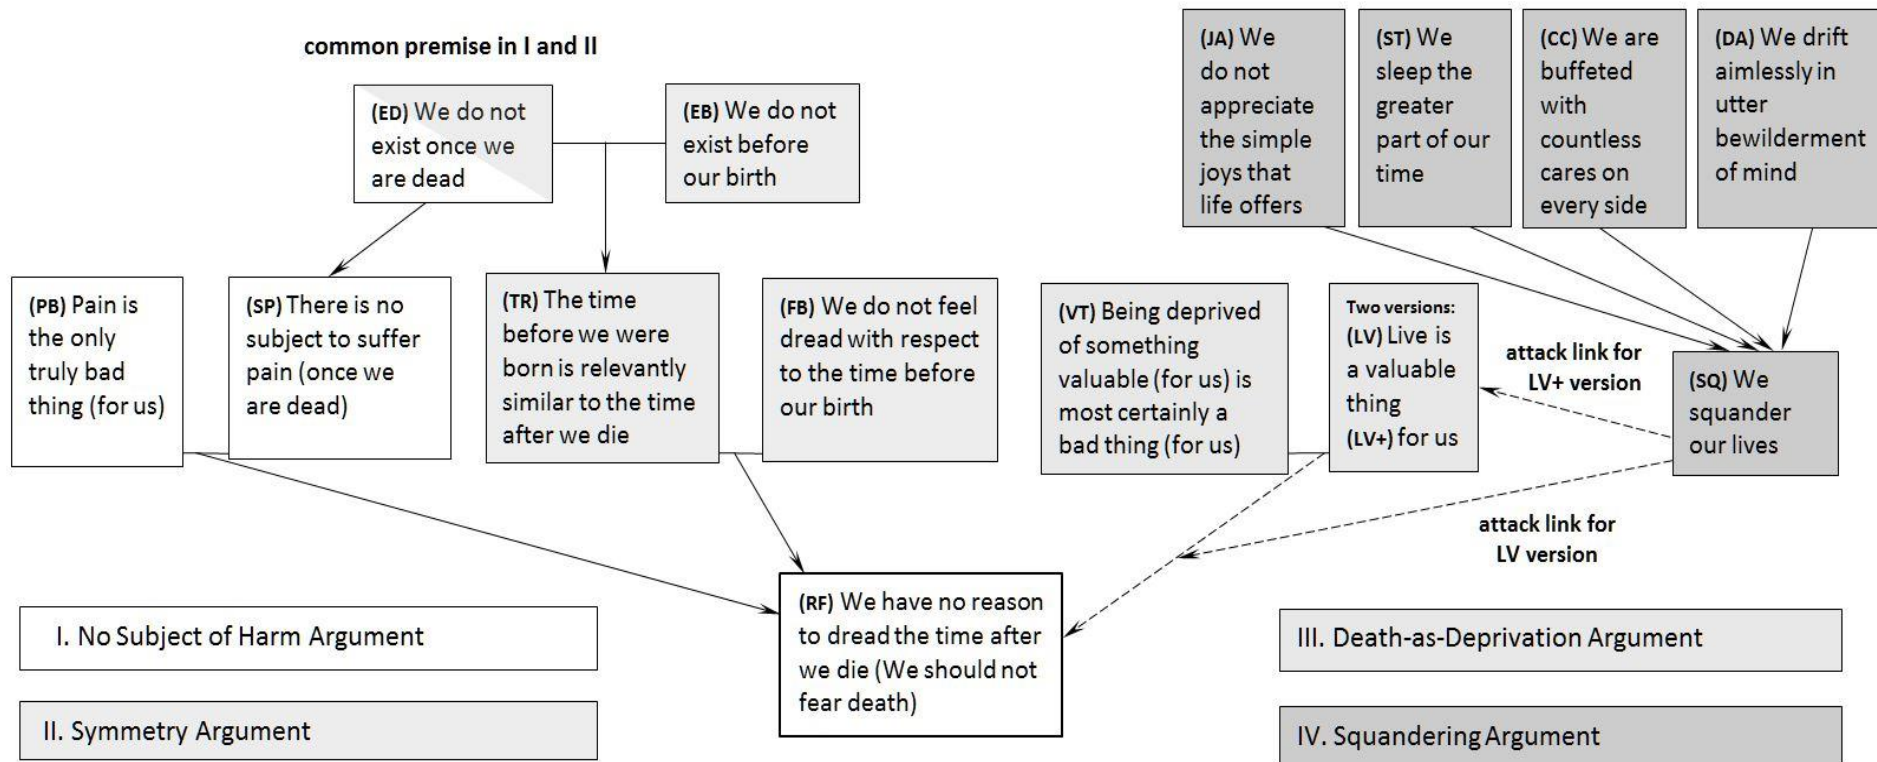 common premise in I and II
(ED) We do not
exist once we
are dead
(EB) We do not
exist before
our birth
(JA) We
do not
appreciate
the simple
joys that
life offers
(ST) We
sleep the
greater
part of our
time
(CC) We are
buffeted
with
countless
cares on
every side
(DA) We drift
aimlessly in
utter
bewilderment
of mind
(PB) Pain is
the only
truly bad
thing (for us)
(SP) There is no
subject to suffer
pain (once we
are dead)
(TR) The time
before we were
born is relevantly
similar to the time
after we die
(FB) We do not feel
dread with respect
to the time before
our birth
(VT) Being deprived
of something
valuable (for us) is
most certainly a
bad thing (for us)
Two versions:
(LV) Live is
a valuable
thing
(LV+) for us
attack link for
LV+ version
(SQ) We
squander
our lives
attack link for
LV version
(RF) We have no reason
to dread the time after
we die (We should not
fear death)
I. No Subject of Harm Argument
II. Symmetry Argument
III. Death-as-Deprivation Argument
IV. Squandering Argument